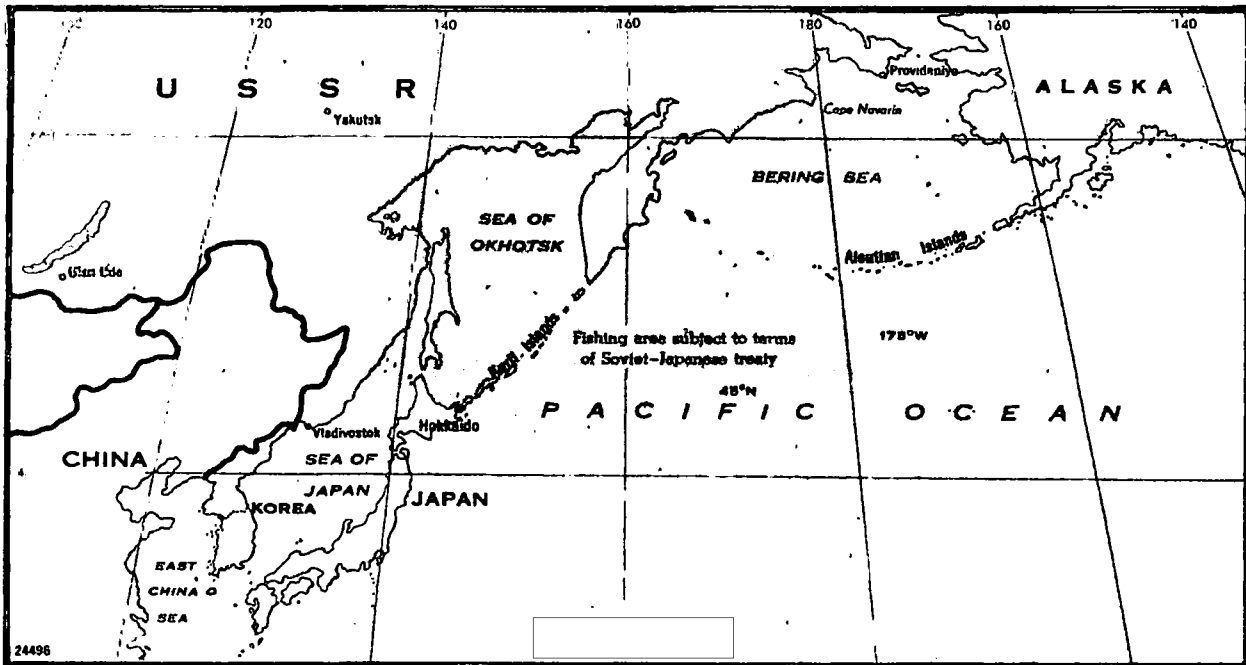 120
140
160
180
160
140
U S S R
Yakutsk
Providaniya
ALASKA
Cape Navarin
BERING SEA
SEA OF
OKHOTSK
Aleutian Islands
Kuril Islands
Fishing area subject to terms
of Soviet-Japanese treaty
175°W
45°N
PACIFIC OCEAN
Hokkaido
Vladivostok
CHINA
SEA OF
JAPAN
JAPAN
KOREA
4
EAST
CHINA
SEA
24496